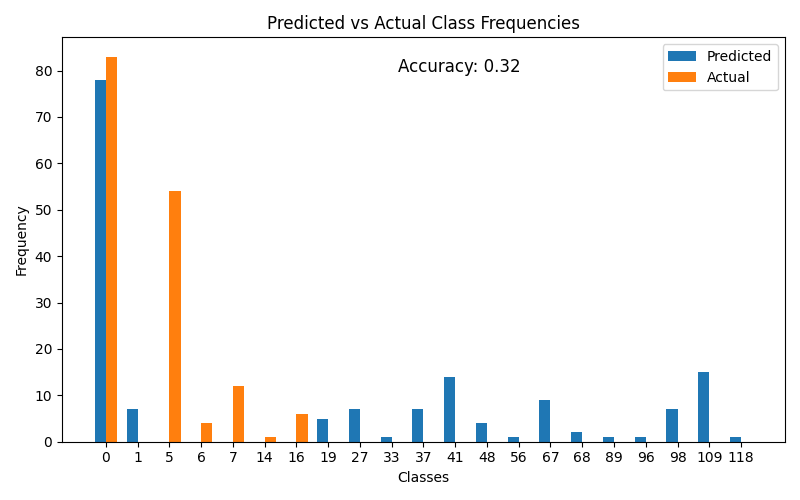 Predicted vs Actual Class Frequencies
Accuracy: 0.32
Predicted
Actual
Frequency
80
70
60
50
40
30
20
10
0
0 1 5 6 7 14 16 19 27 33 37 41 48 56 67 68 89 96 98 109 118
Classes